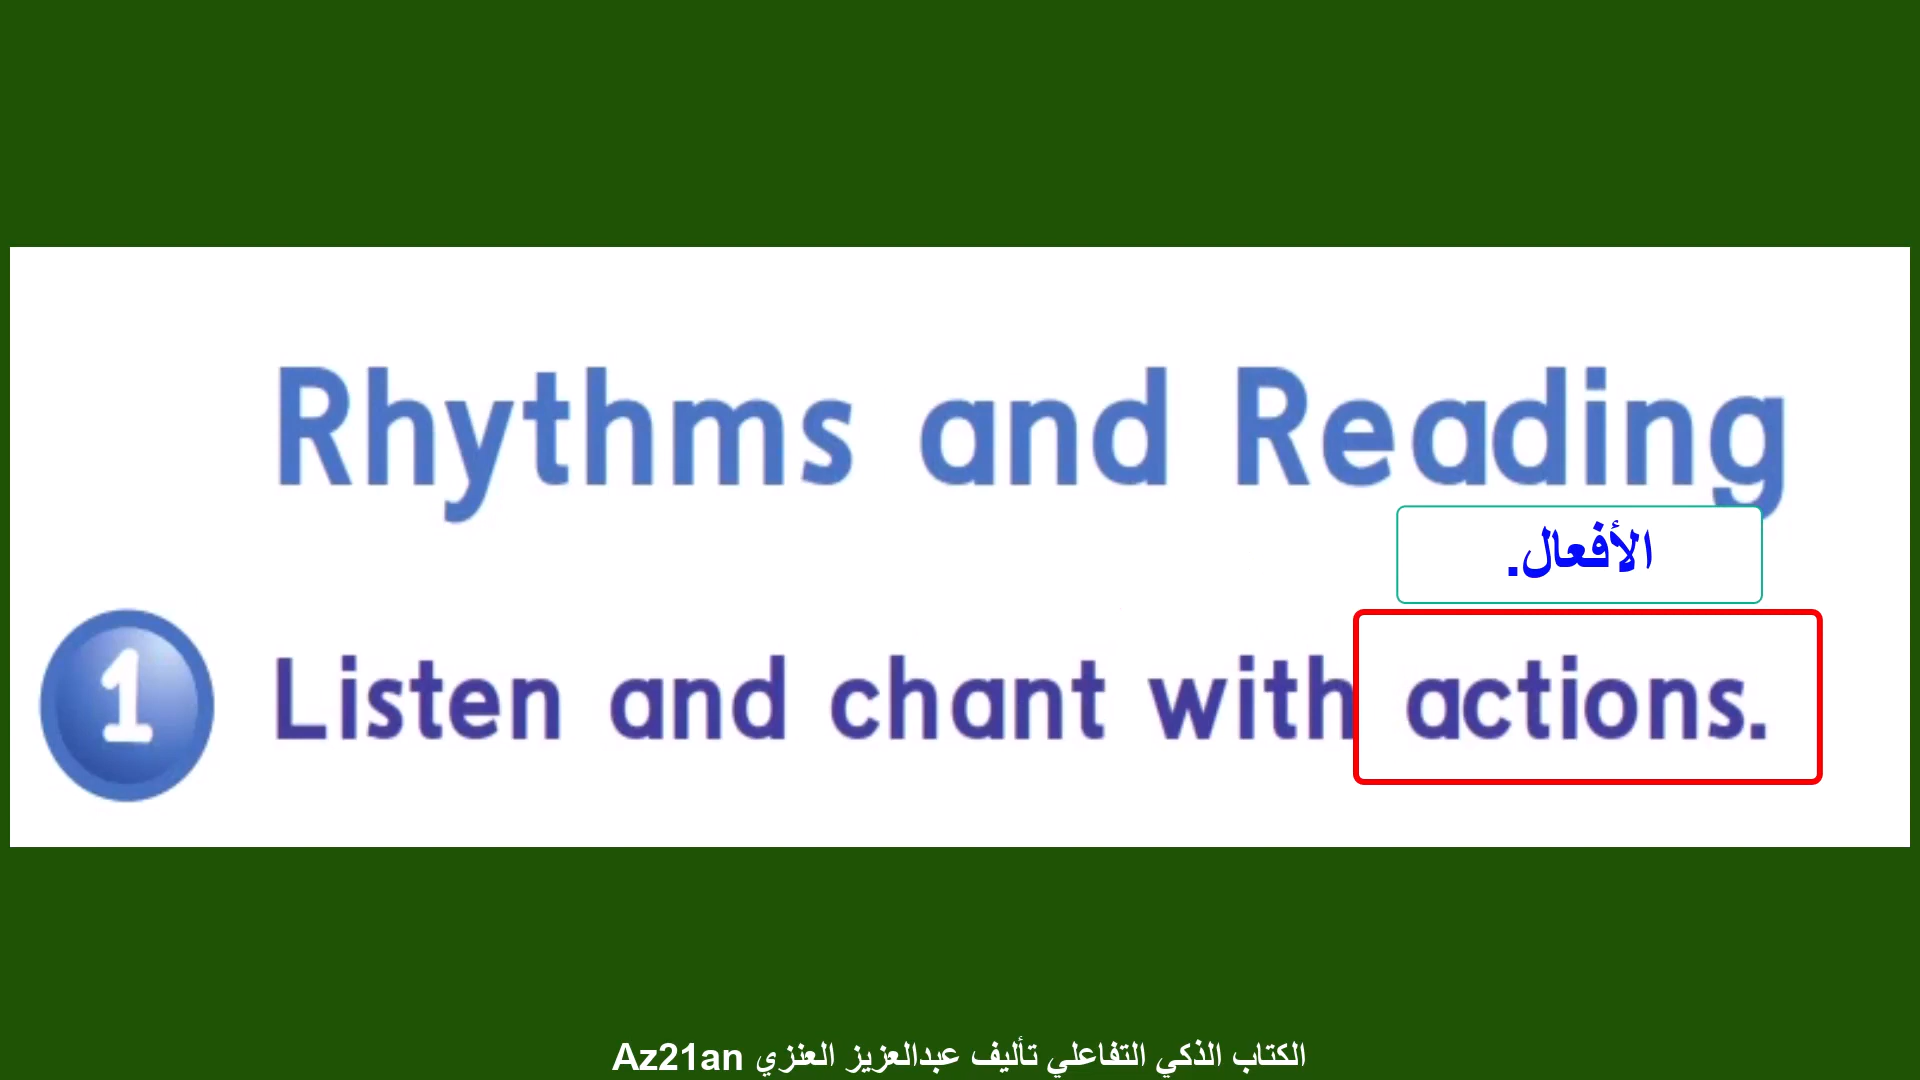 Rhythms and Reading
الأفعال.
1 Listen and chant with actions.
الكتاب الذكي التفاعلي تأليف عبدالعزيز العنزي Az21an